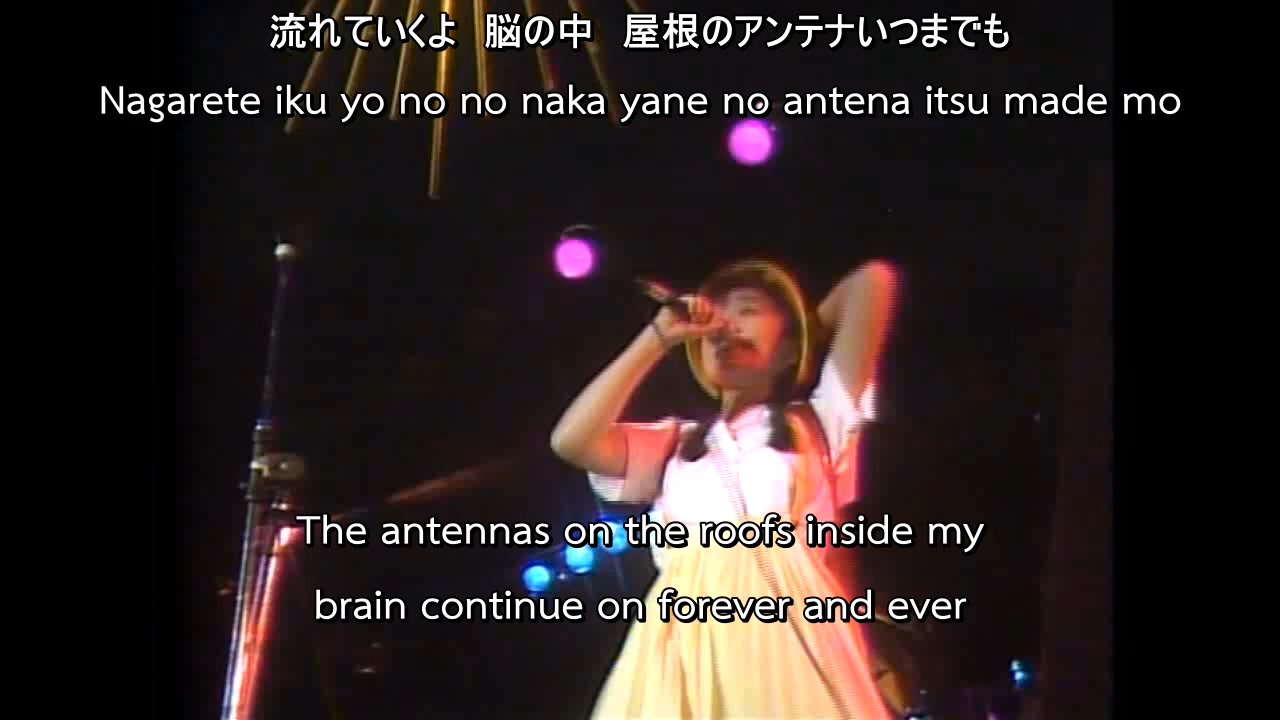 流れていくよ　脳の中　屋根のアンテナいつまでも
Nagarete iku yo no no naka yane no antena itsu made mo
The antennas on the roofs inside my
brain continue on forever and ever